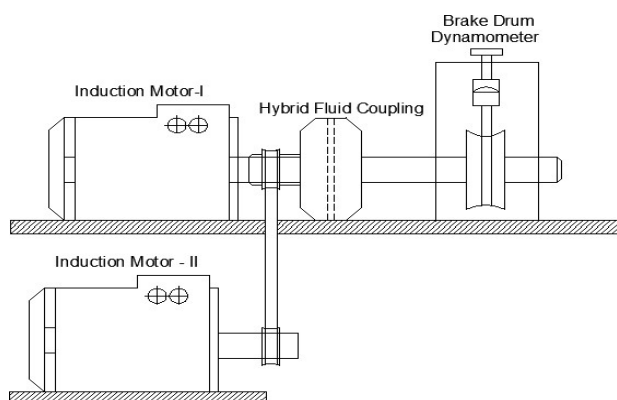 Brake Drum
Dynamometer
Induction Motor-I
Hybrid Fluid Coupling
Induction Motor - II